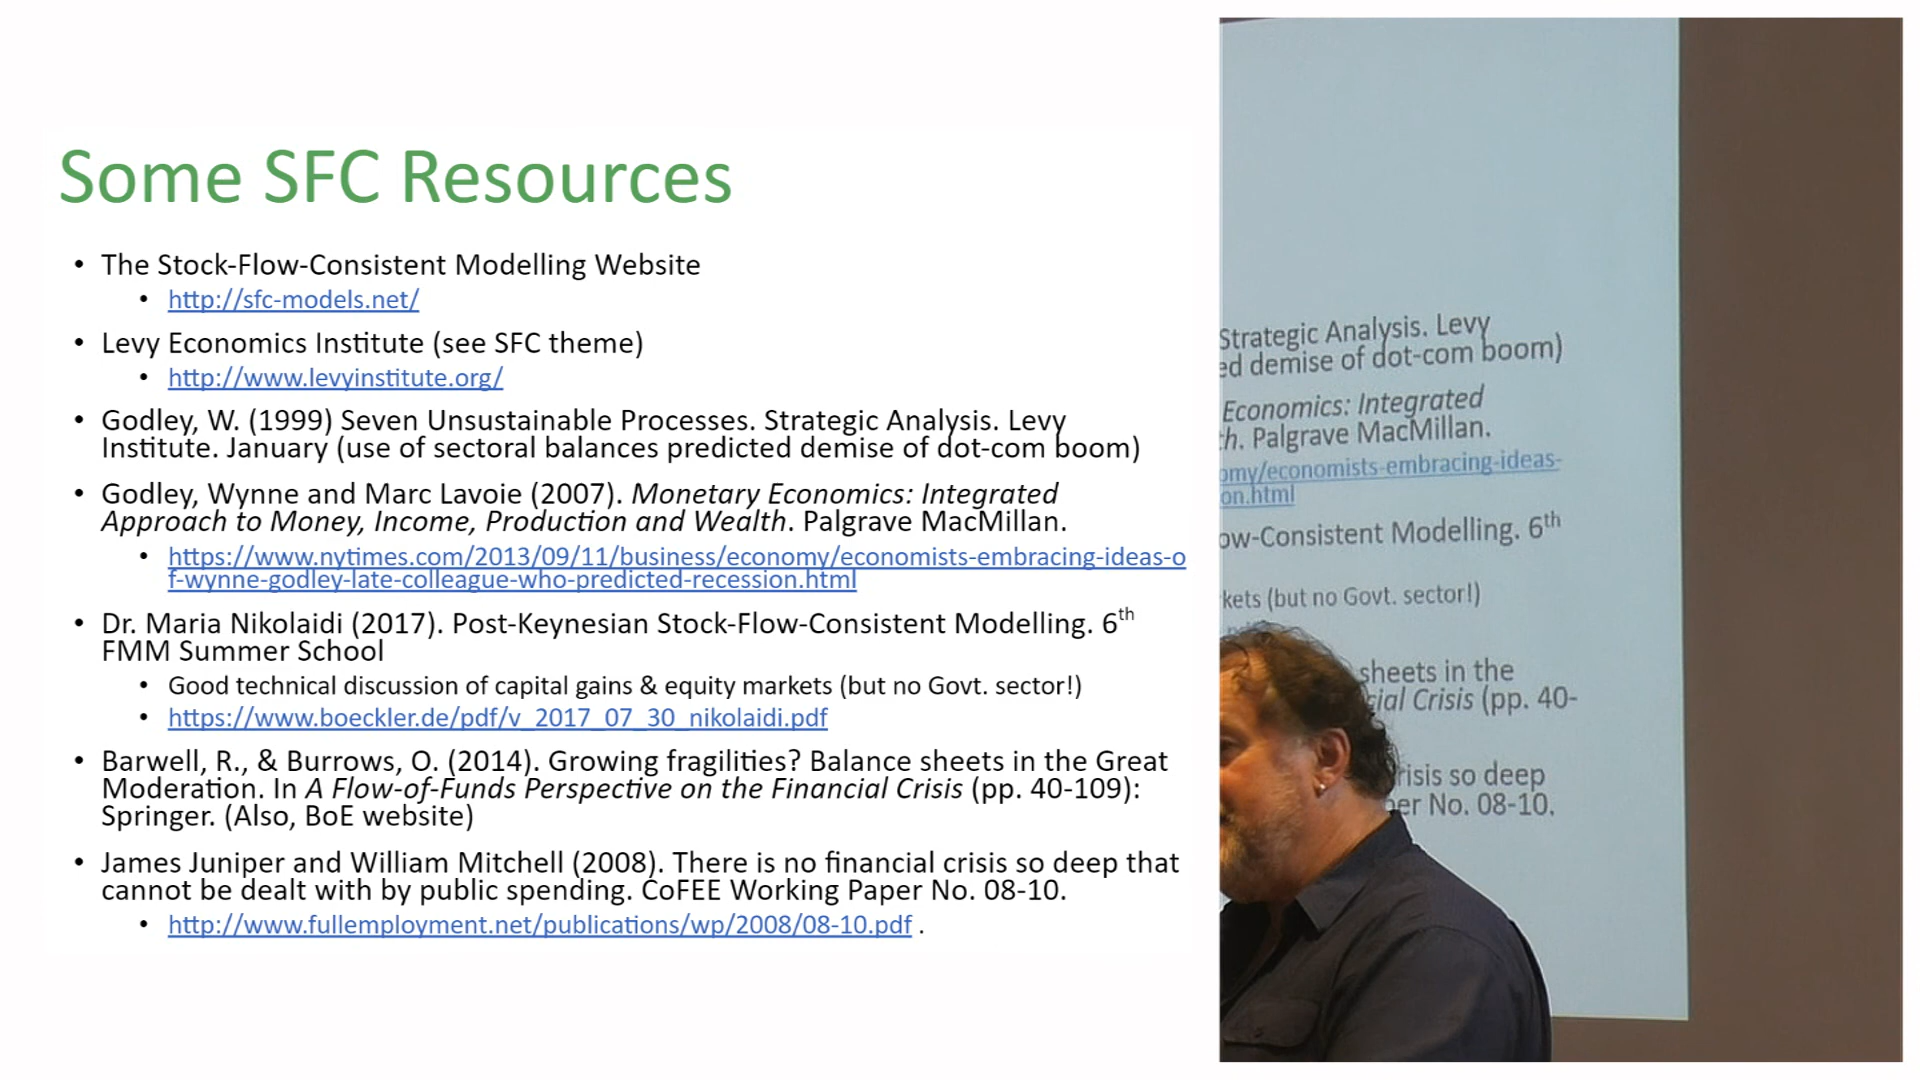 Some SFC Resources
• The Stock-Flow-Consistent Modelling Website
• http://sfc-models.net/
• Levy Economics Institute (see SFC theme)
• http://www.levyinstitute.org/
• Godley, W. (1999) Seven Unsustainable Processes. Strategic Analysis. Levy
Institute. January (use of sectoral balances predicted demise of dot-com boom)
• Godley, Wynne and Marc Lavoie (2007). Monetary Economics: Integrated
Approach to Money, Income, Production and Wealth. Palgrave MacMillan.
• https://www.nytimes.com/2013/09/11/business/economy/economists-embracing-ideas-o
f-wynne-godley-late-colleague-who-predicted-recession.html
• Dr. Maria Nikolaidi (2017). Post-Keynesian Stock-Flow-Consistent Modelling. 6th
FMM Summer School
• Good technical discussion of capital gains & equity markets (but no Govt. sector!)
• https://www.boeckler.de/pdf/v_2017_07_30_nikolaidi.pdf
• Barwell, R., & Burrows, O. (2014). Growing fragilities? Balance sheets in the Great
Moderation. In A Flow-of-Funds Perspective on the Financial Crisis (pp. 40-109):
Springer. (Also, BoE website)
• James Juniper and William Mitchell (2008). There is no financial crisis so deep that
cannot be dealt with by public spending. CoFEE Working Paper No. 08-10.
• http://www.fullemployment.net/publications/wp/2008/08-10.pdf .
Strategic Analysis. Levy
ed demise of dot-com boom)
Economics: Integrated
h. Palgrave MacMillan.
omy/economists-embracing-ideas-
on.html
ow-Consistent Modelling. 6th
kets (but no Govt. sector!)
sheets in the
cial Crisis (pp. 40-
risis so deep
er No. 08-10.